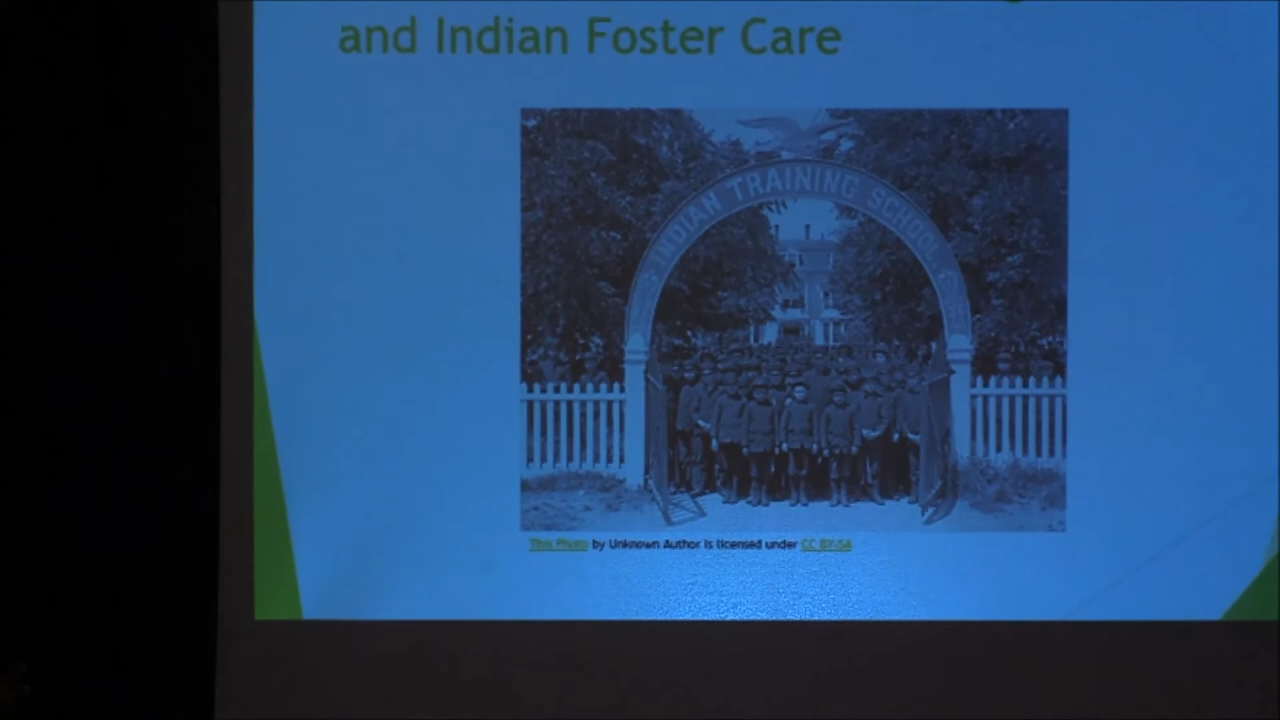 and Indian Foster Care
INDIAN TRAINING SCHOOL
This Photo by Unknown Author is licensed under CC BY-SA